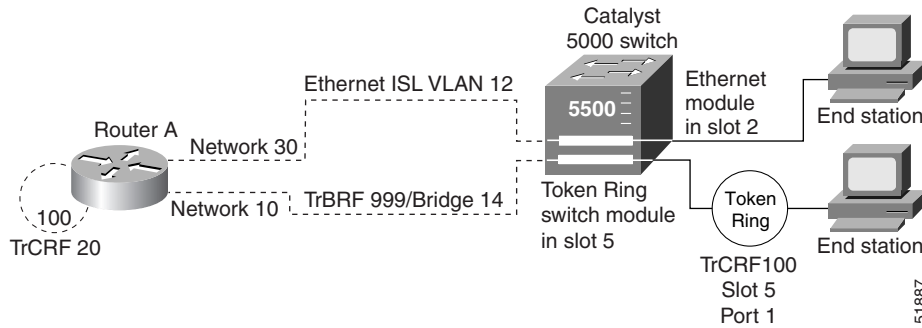 Catalyst
5000 switch
Ethernet ISL VLAN 12
Ethernet
module
in slot 2
5500
End station
Router A
Network 30
Network 10
TrBRF 999/Bridge 14
100
TrCRF 20
Token Ring
switch module
in slot 5
Token
Ring
End station
TrCRF100
Slot 5
Port 1
51887